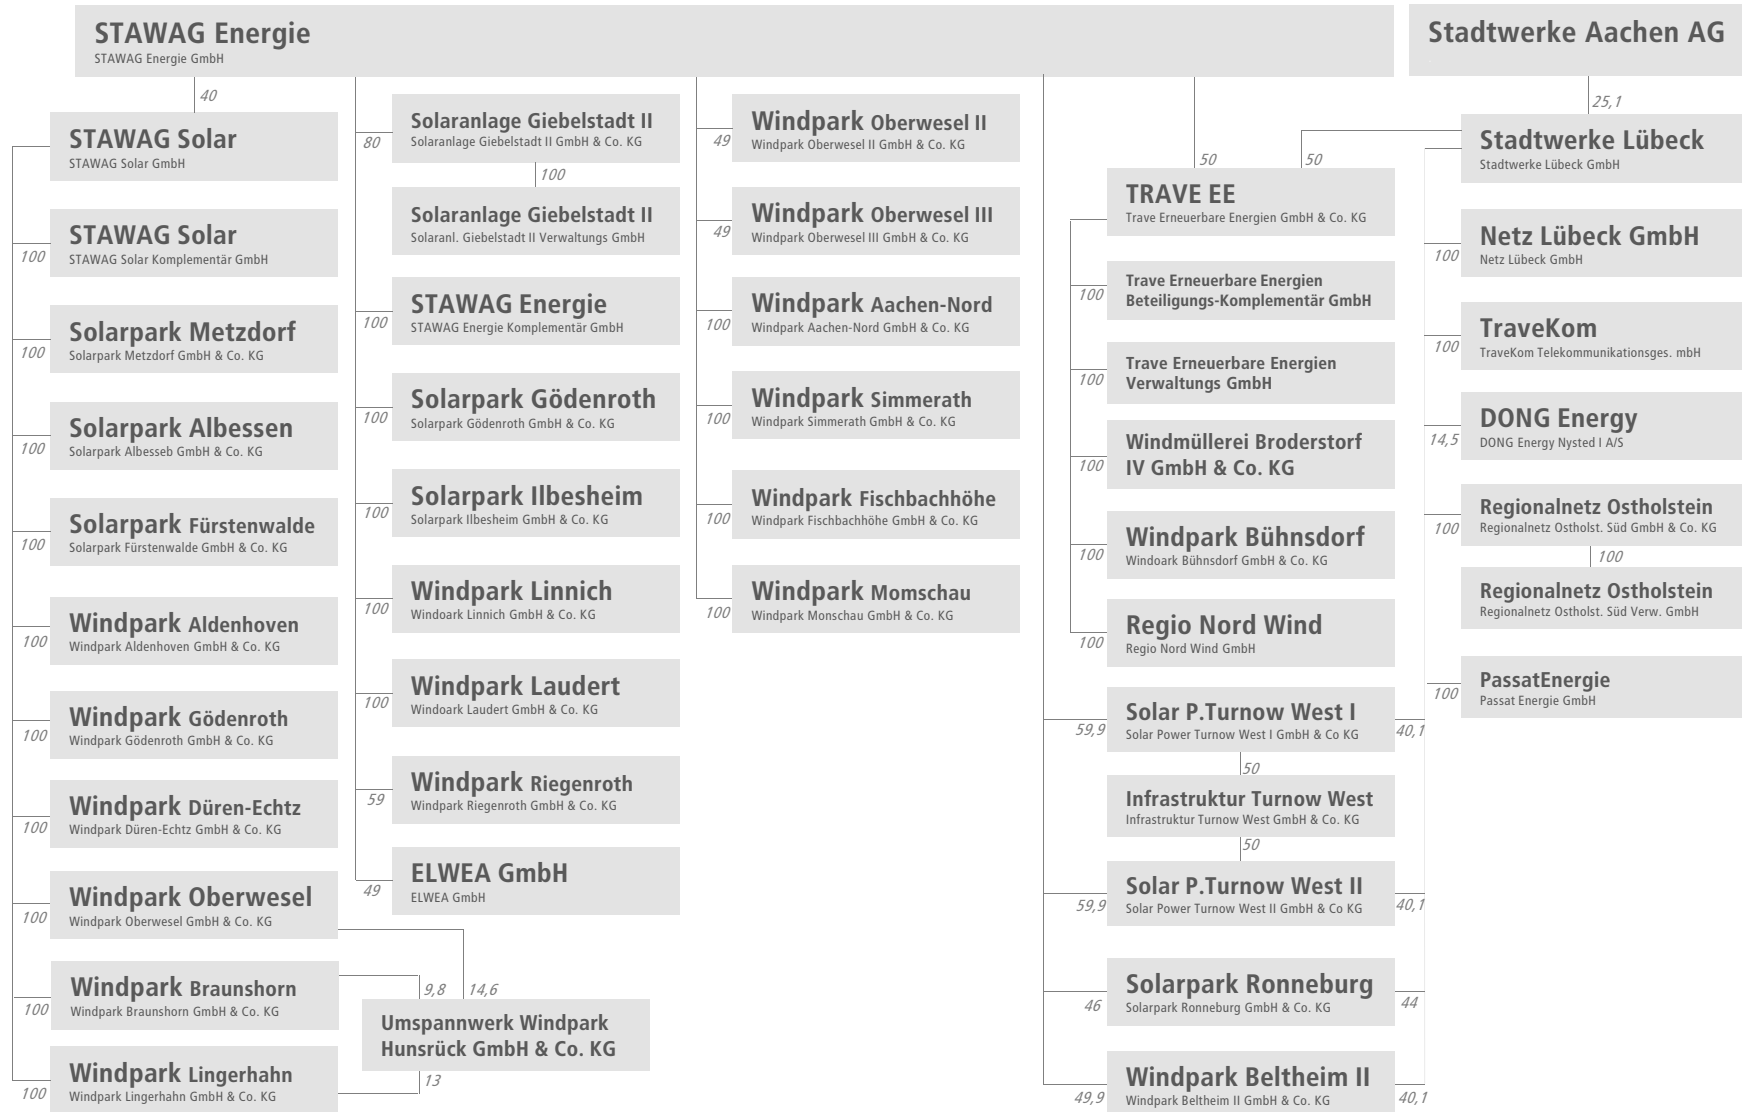 STAWAG Energie
STAWAG Energie GmbH
Stadtwerke Aachen AG
40
STAWAG Solar
STAWAG Solar GmbH
100
STAWAG Solar
STAWAG Solar Komplementär GmbH
100
Solarpark Metzdorf
Solarpark Metzdorf GmbH & Co. KG
100
Solarpark Albessen
Solarpark Albesseb GmbH & Co. KG
100
Solarpark Fürstenwalde
Solarpark Fürstenwalde GmbH & Co. KG
100
Windpark Aldenhoven
Windpark Aldenhoven GmbH & Co. KG
100
Windpark Gödenroth
Windpark Gödenroth GmbH & Co. KG
100
Windpark Düren-Echtz
Windpark Düren-Echtz GmbH & Co. KG
100
Windpark Oberwesel
Windpark Oberwesel GmbH & Co. KG
100
Windpark Braunshorn
Windpark Braunshorn GmbH & Co. KG
100
Windpark Lingerhahn
Windpark Lingerhahn GmbH & Co. KG
80
Solaranlage Giebelstadt II
Solaranlage Giebelstadt II GmbH & Co. KG
100
Solaranlage Giebelstadt II
Solaranl. Giebelstadt II Verwaltungs GmbH
100
STAWAG Energie
STAWAG Energie Komplementär GmbH
100
Solarpark Gödenroth
Solarpark Gödenroth GmbH & Co. KG
100
Solarpark Ilbesheim
Solarpark Ilbesheim GmbH & Co. KG
100
Windpark Linnich
Windoark Linnich GmbH & Co. KG
100
Windpark Laudert
Windoark Laudert GmbH & Co. KG
59
Windpark Riegenroth
Windpark Riegenroth GmbH & Co. KG
49
ELWEA GmbH
ELWEA GmbH
9,8
14,6
Umspannwerk Windpark
Hunsrück GmbH & Co. KG
13
49
Windpark Oberwesel II
Windpark Oberwesel II GmbH & Co. KG
49
Windpark Oberwesel III
Windpark Oberwesel III GmbH & Co. KG
100
Windpark Aachen-Nord
Windpark Aachen-Nord GmbH & Co. KG
100
Windpark Simmerath
Windpark Simmerath GmbH & Co. KG
100
Windpark Fischbachhöhe
Windpark Fischbachhöhe GmbH & Co. KG
100
Windpark Momschau
Windpark Monschau GmbH & Co. KG
50
50
TRAVE EE
Trave Erneuerbare Energien GmbH & Co. KG
100
Trave Erneuerbare Energien
Beteiligungs-Komplementär GmbH
100
Trave Erneuerbare Energien
Verwaltungs GmbH
100
Windmüllerei Broderstorf
IV GmbH & Co. KG
100
Windpark Bühnsdorf
Windoark Bühnsdorf GmbH & Co. KG
100
Regio Nord Wind
Regio Nord Wind GmbH
59,9
Solar P.Turnow West I
Solar Power Turnow West I GmbH & Co KG
40,1
50
Infrastruktur Turnow West
Infrastruktur Turnow West GmbH & Co. KG
50
59,9
Solar P.Turnow West II
Solar Power Turnow West II GmbH & Co KG
40,1
46
Solarpark Ronneburg
Solarpark Ronneburg GmbH & Co. KG
44
49,9
Windpark Beltheim II
Windpark Beltheim II GmbH & Co. KG
40,1
25,1
Stadtwerke Lübeck
Stadtwerke Lübeck GmbH
100
Netz Lübeck GmbH
Netz Lübeck GmbH
100
TraveKom
TraveKom Telekommunikationsges. mbH
14,5
DONG Energy
DONG Energy Nysted I A/S
100
Regionalnetz Ostholstein
Regionalnetz Ostholst. Süd GmbH & Co. KG
100
Regionalnetz Ostholstein
Regionalnetz Ostholst. Süd Verw. GmbH
100
PassatEnergie
Passat Energie GmbH